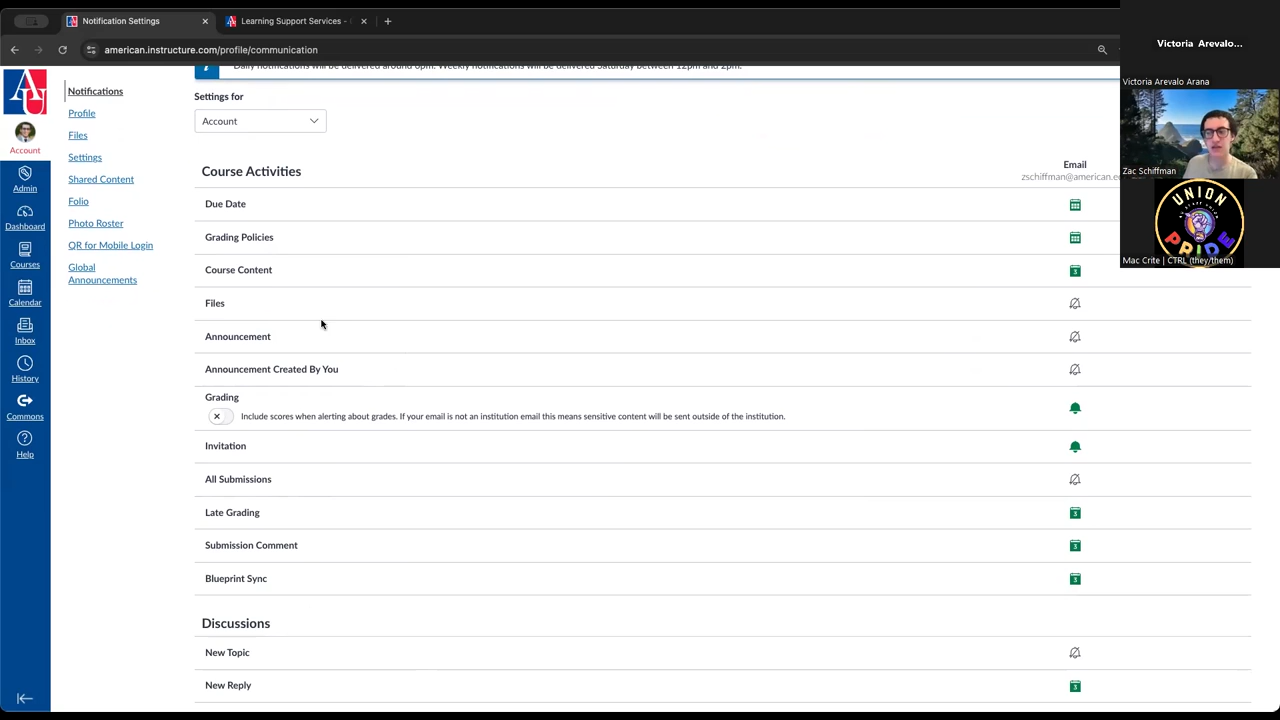 Notification Settings
Learning Support Services -
american.instructure.com/profile/communication
Victoria Arevalo...
Victoria Arevalo Arana
Zac Schiffman
UNION
PRIDE
Mac Crite | CTRL (they/them)
AU
Account
Admin
Dashboard
Courses
Calendar
Inbox
History
Commons
Help
Notifications
Profile
Files
Settings
Shared Content
Folio
Photo Roster
QR for Mobile Login
Global
Announcements
Daily notifications will be delivered around 6pm. Weekly notifications will be delivered Saturday between 12pm and 2pm.
Settings for
Account
Course Activities
Email
zschiffman@american.e
Due Date
Grading Policies
Course Content
Files
Announcement
Announcement Created By You
Grading
Include scores when alerting about grades. If your email is not an institution email this means sensitive content will be sent outside of the institution.
Invitation
All Submissions
Late Grading
Submission Comment
Blueprint Sync
Discussions
New Topic
New Reply